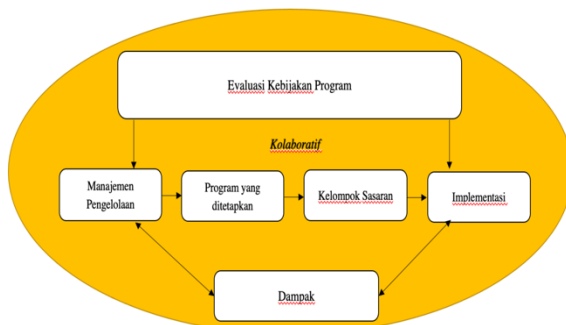 Evaluasi Kebijakan Program
Kolaboratif
Manajemen
Pengelolaan
Program yang
ditetapkan
Kelompok Sasaran
Implementasi
Dampak